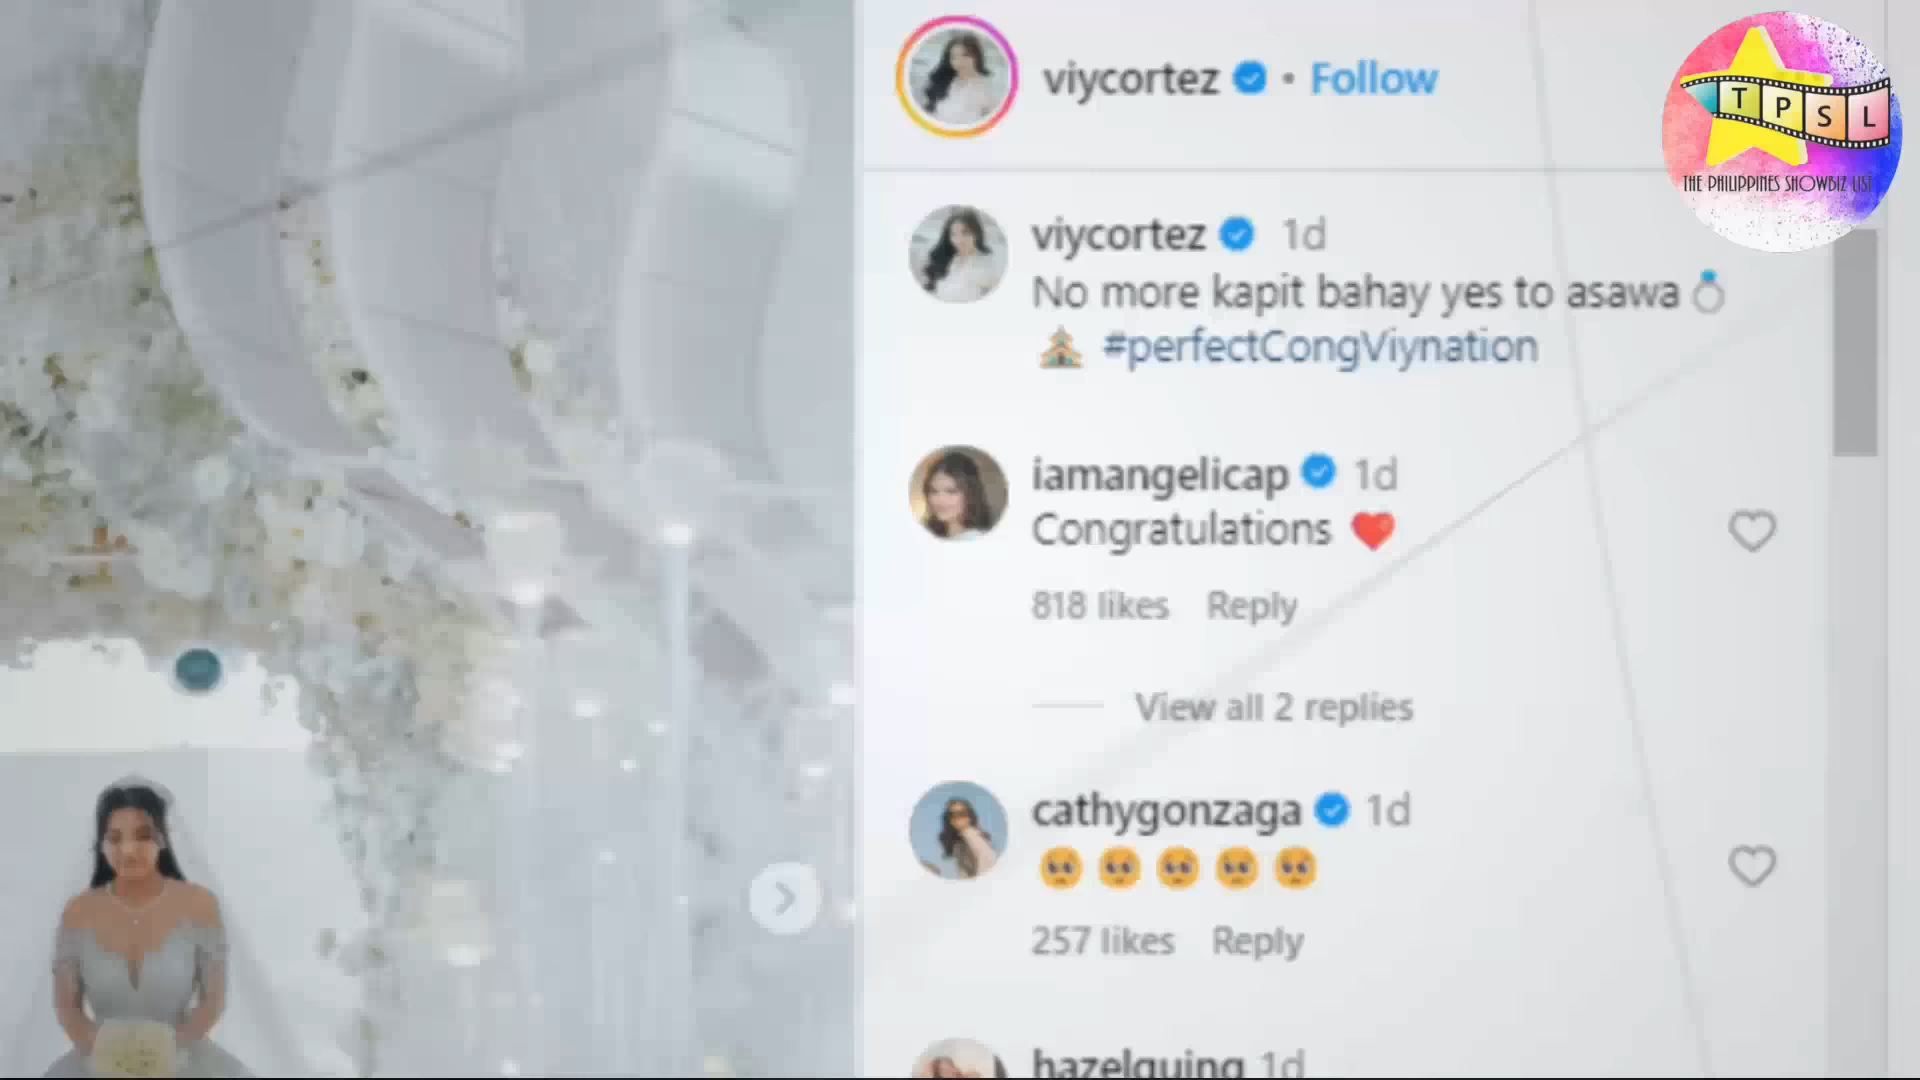 viycortez • Follow
T P S L
THE PHILIPPINES SHOWBIZ LIST
viycortez 1d
No more kapit bahay yes to asawa💍
⛪ #perfectCongViynation
iamangelicap 1d
Congratulations ❤️
818 likes Reply
View all 2 replies
cathygonzaga 1d
🥺🥺🥺🥺🥺
257 likes Reply
hazelquing 1d